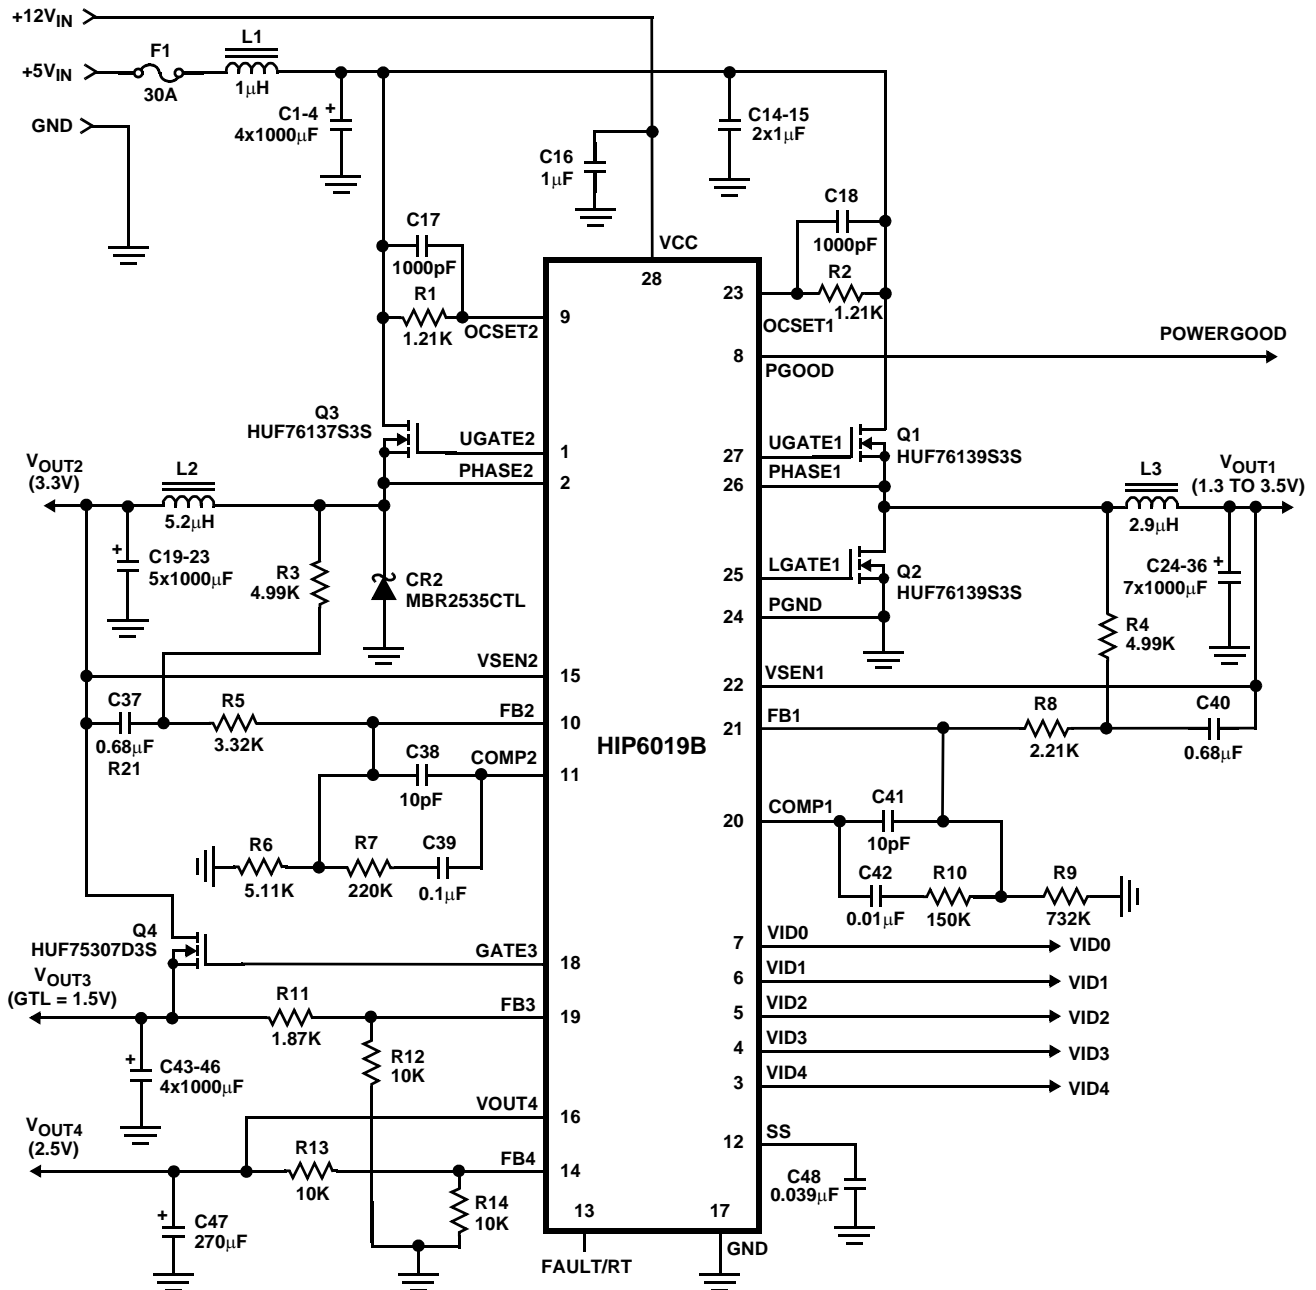 +12VIN
+5VIN
F1
30A
L1
1µH
GND
C1-4
4x1000µF
+
C14-15
2x1µF
C16
1µF
C17
1000pF
R1
1.21K
OCSET2
9
VCC
28
C18
1000pF
R2
1.21K
23
OCSET1
8
PGOOD
POWERGOOD
Q3
HUF76137S3S
UGATE2
1
PHASE2
2
27
UGATE1
PHASE1
26
Q1
HUF76139S3S
VOUT2
(3.3V)
L2
5.2µH
L3
2.9µH
VOUT1
(1.3 TO 3.5V)
+
C19-23
5x1000µF
R3
4.99K
CR2
MBR2535CTL
25
LGATE1
Q2
HUF76139S3S
24
PGND
C24-36
7x1000µF
+
R4
4.99K
VSEN2
15
22
VSEN1
C37
0.68µF
R21
R5
3.32K
FB2
10
21
FB1
R8
2.21K
C40
0.68µF
HIP6019B
C38
10pF
COMP2
11
20
COMP1
C41
10pF
R6
5.11K
R7
220K
C39
0.1µF
C42
0.01µF
R10
150K
R9
732K
Q4
HUF75307D3S
GATE3
18
7
VID0
VID0
6
VID1
VID1
5
VID2
VID2
4
VID3
VID3
3
VID4
VID4
VOUT3
(GTL = 1.5V)
R11
1.87K
FB3
19
+
C43-46
4x1000µF
R12
10K
VOUT4
16
VOUT4
(2.5V)
R13
10K
FB4
14
12
SS
C48
0.039µF
+
C47
270µF
R14
10K
13
FAULT/RT
17
GND